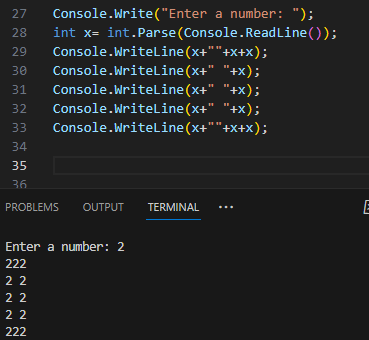 27 Console.Write("Enter a number: ");
28 int x= int.Parse(Console.ReadLine());
29 Console.WriteLine(x+""+x+x);
30 Console.WriteLine(x+" "+x);
31 Console.WriteLine(x+" "+x);
32 Console.WriteLine(x+" "+x);
33 Console.WriteLine(x+""+x+x);
34
35
36
PROBLEMS OUTPUT TERMINAL ···
Enter a number: 2
222
2 2
2 2
2 2
222